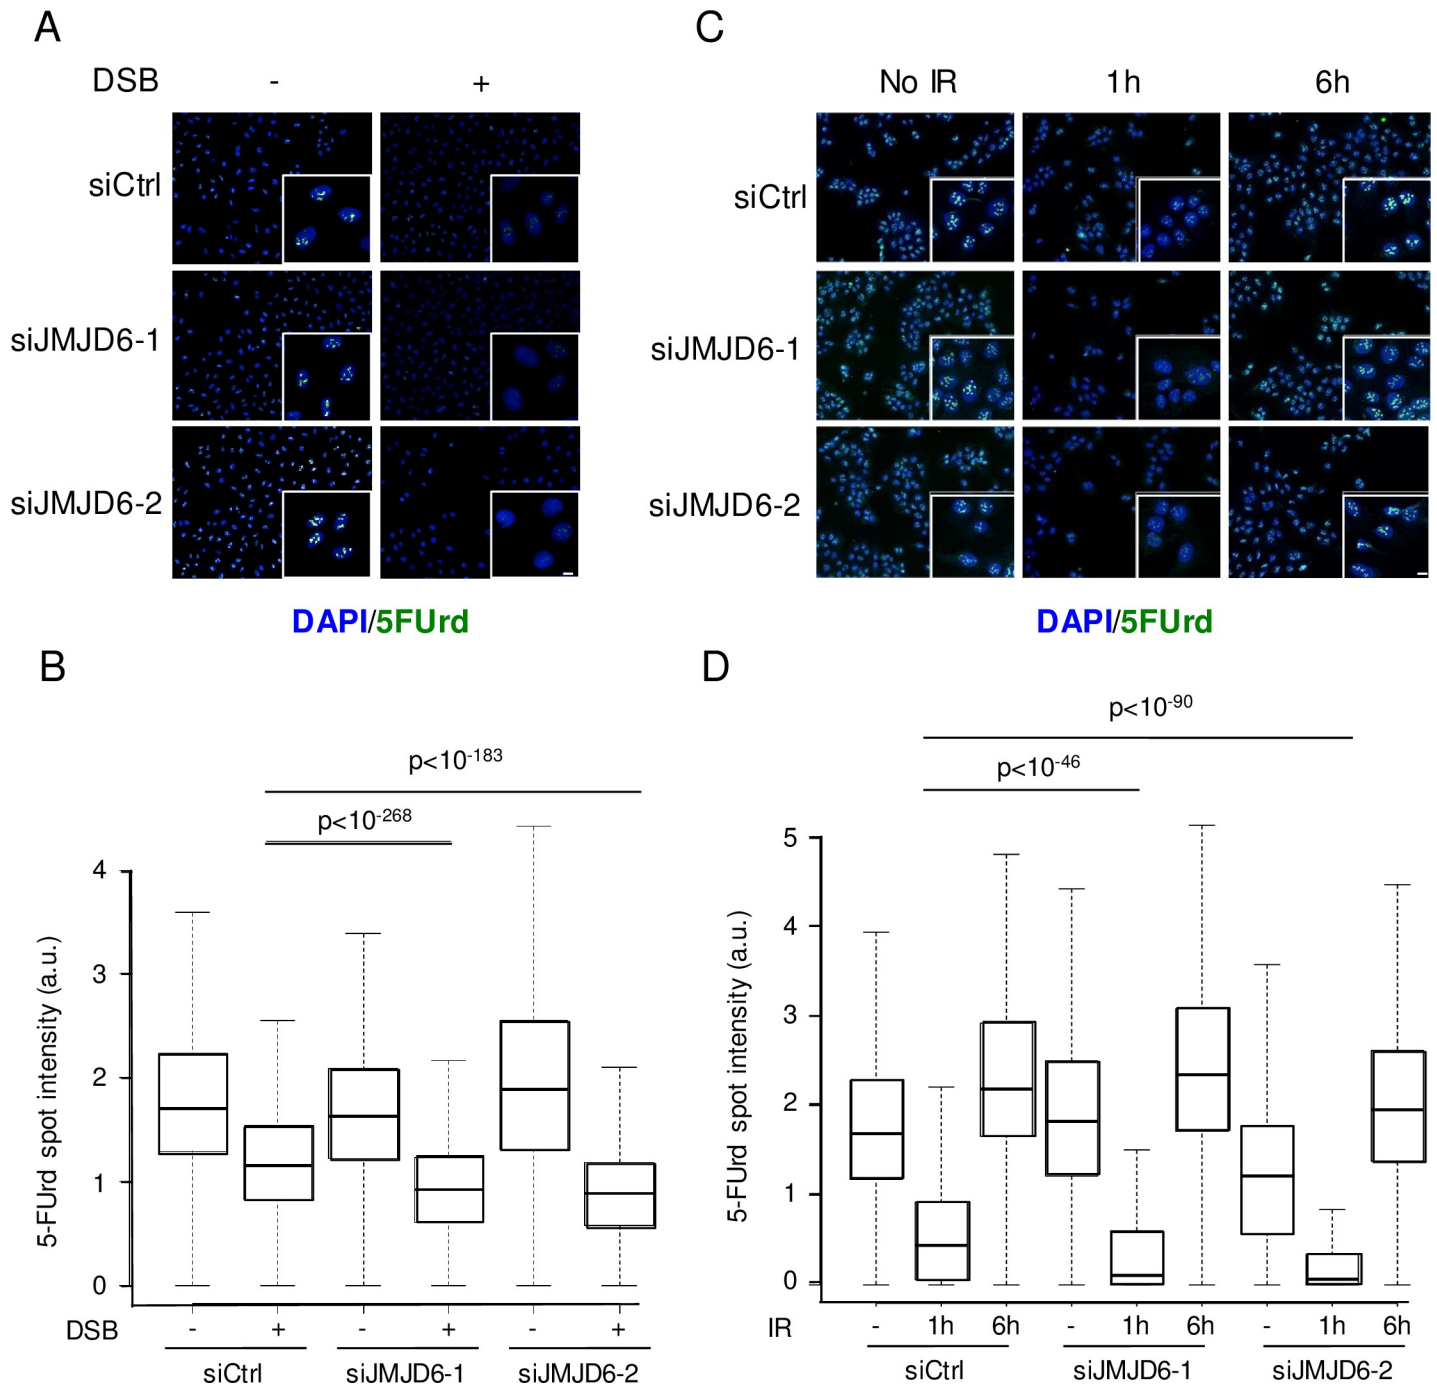 A
DSB - +
siCtrl
siJMJD6-1
siJMJD6-2
DAPI/5FUrd
C
No IR 1h 6h
siCtrl
siJMJD6-1
siJMJD6-2
DAPI/5FUrd
B
p<10-183
p<10-268
4
3
2
1
0
5-FUrd spot intensity (a.u.)
DSB - + - + - +
siCtrl siJMJD6-1 siJMJD6-2
D
p<10-90
p<10-46
5
4
3
2
1
0
5-FUrd spot intensity (a.u.)
IR - 1h 6h - 1h 6h - 1h 6h
siCtrl siJMJD6-1 siJMJD6-2